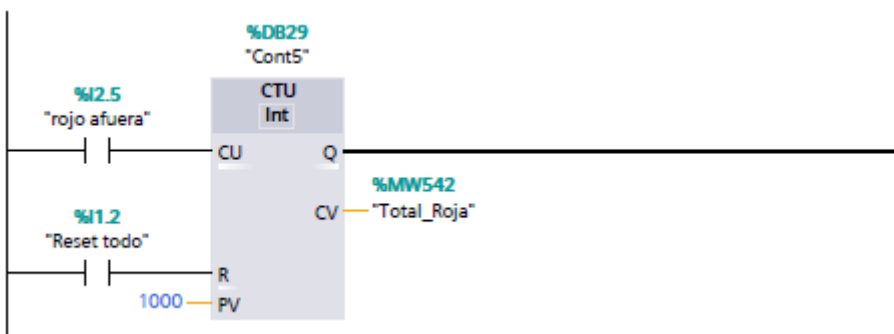 %DB29
"Cont5"
%I2.5
"rojo afuera"
CTU
Int
CU
Q
%MW542
CV
"Total_Roja"
%I1.2
"Reset todo"
R
1000
PV